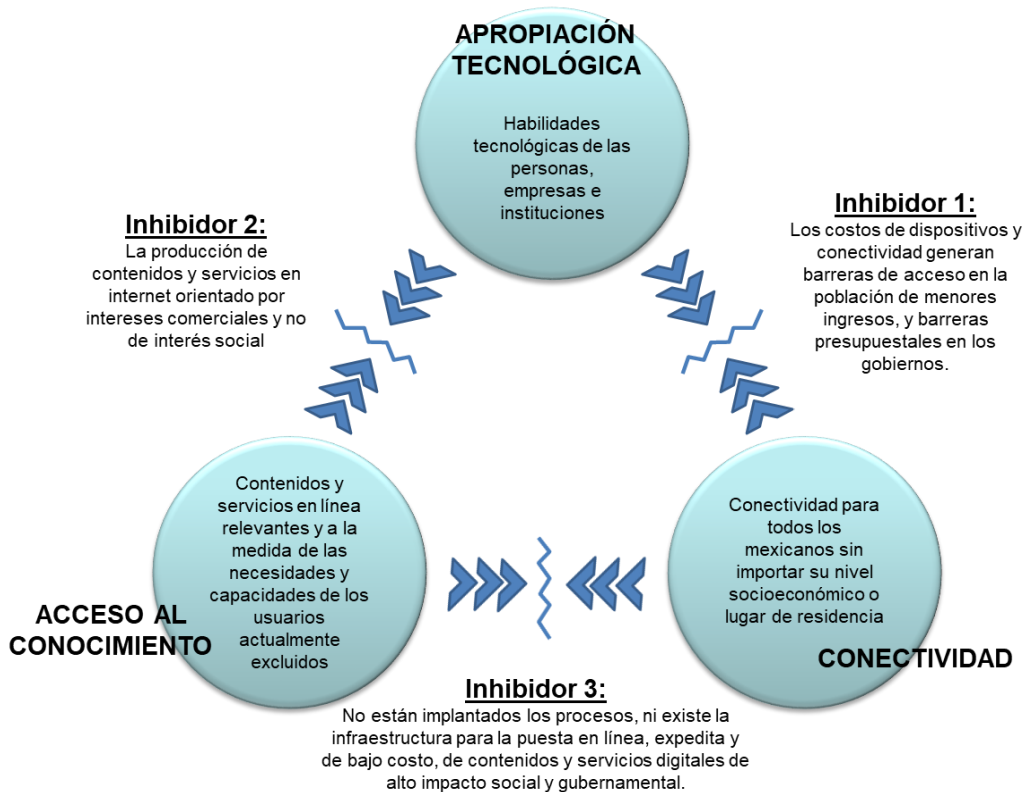 APROPIACIÓN
TECNOLÓGICA
Habilidades
tecnológicas de las
personas,
empresas e
instituciones
Inhibidor 2:
La producción de
contenidos y servicios en
internet orientado por
intereses comerciales y no
de interés social
Inhibidor 1:
Los costos de dispositivos y
conectividad generan
barreras de acceso en la
población de menores
ingresos, y barreras
presupuestales en los
gobiernos.
Contenidos y
servicios en línea
relevantes y a la
medida de las
necesidades y
capacidades de los
usuarios
actualmente
excluidos
ACCESO AL
CONOCIMIENTO
Conectividad para
todos los
mexicanos sin
importar su nivel
socioeconómico o
lugar de residencia
CONECTIVIDAD
Inhibidor 3:
No están implantados los procesos, ni existe la
infraestructura para la puesta en línea, expedita y
de bajo costo, de contenidos y servicios digitales de
alto impacto social y gubernamental.